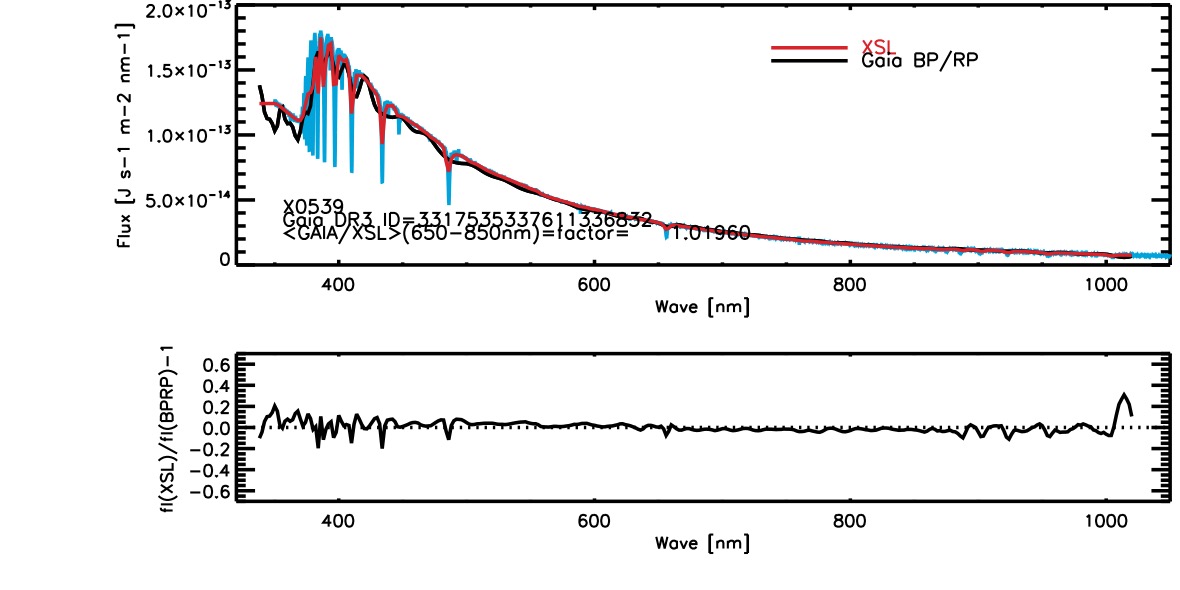 2.0×10−13
1.5×10−13
1.0×10−13
5.0×10−14
0
Flux [J s−1 m−2 nm−1]
XSL
Gaia BP/RP
X0539
Gaia DR3 ID=3317535337611336832
<GAIA/XSL>(650−850nm)=factor= 1.01960
400 600 800 1000
Wave [nm]
0.6
0.4
0.2
0.0
−0.2
−0.4
−0.6
fl(XSL)/fl(BPRP)−1
400 600 800 1000
Wave [nm]